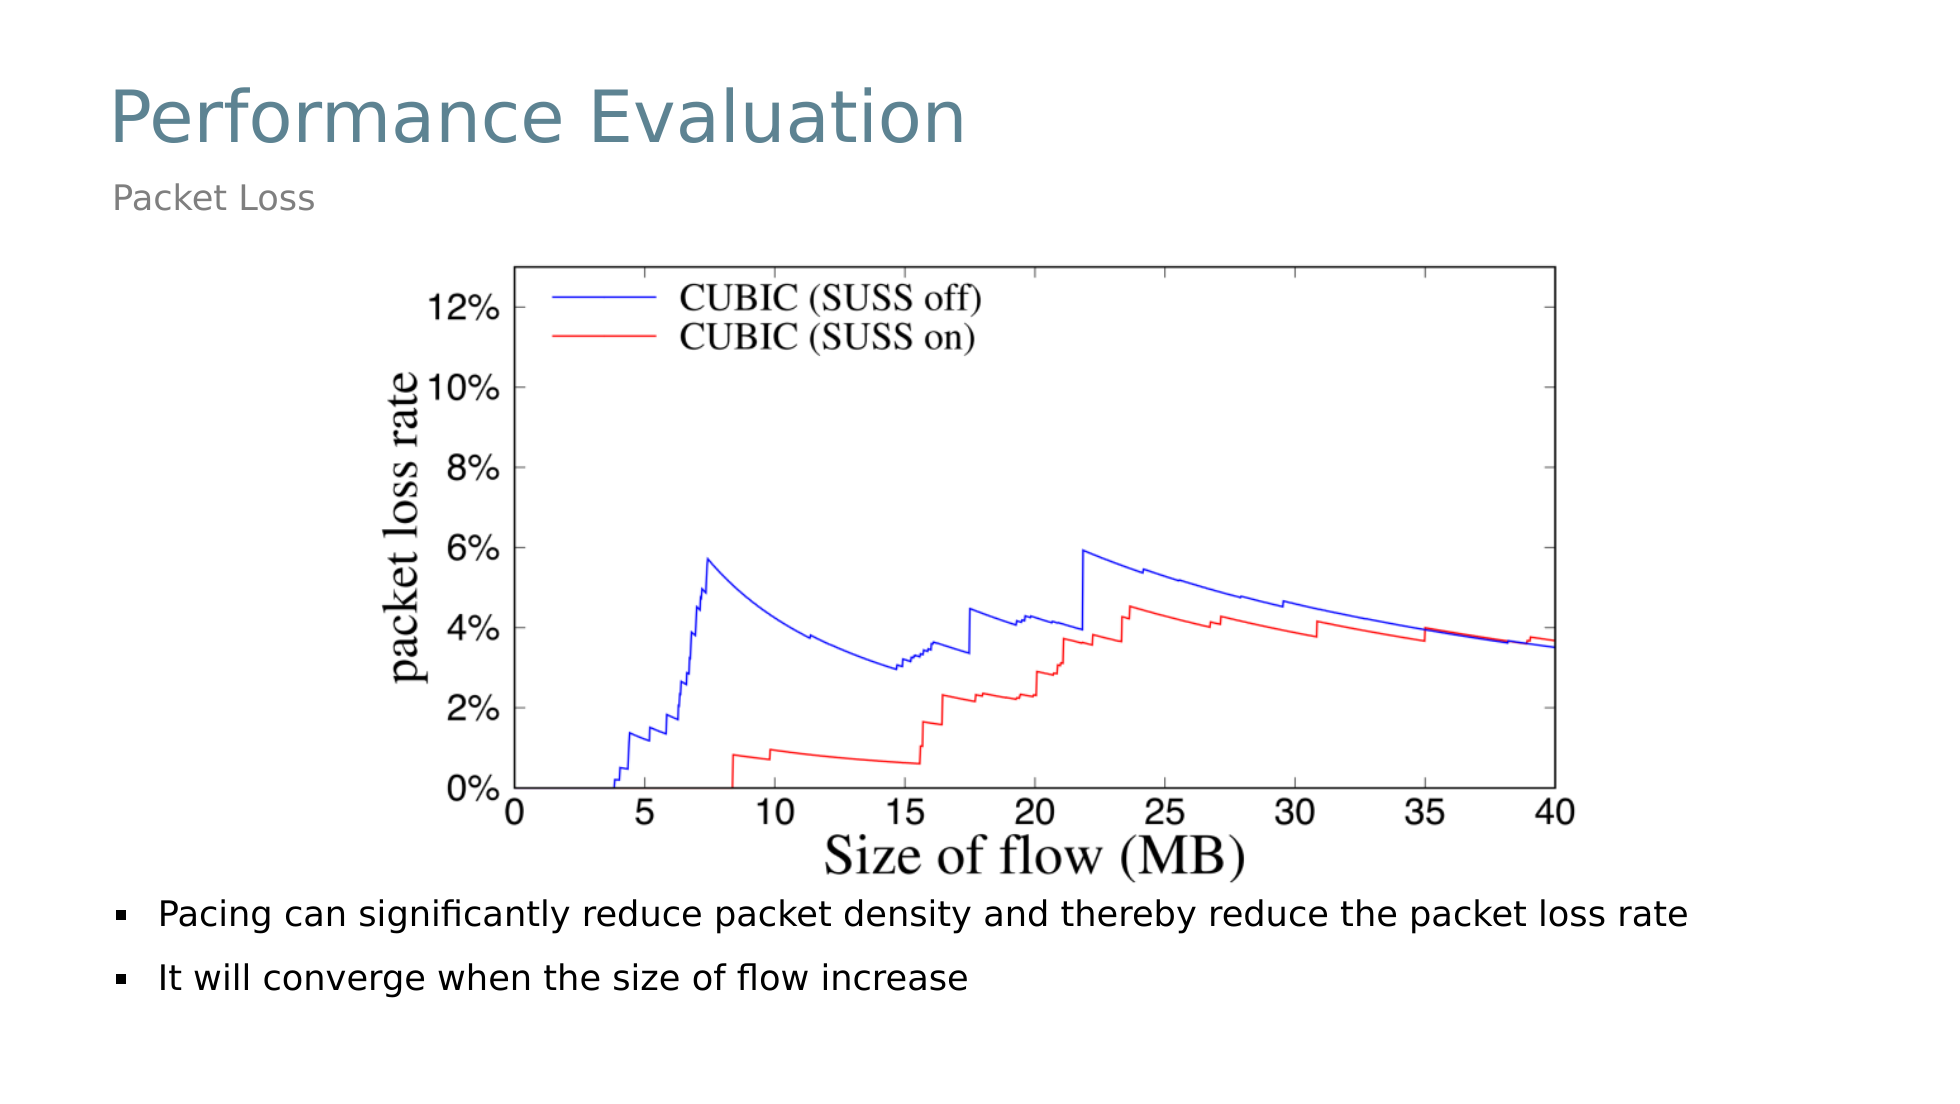 Performance Evaluation
Packet Loss
CUBIC (SUSS off)
CUBIC (SUSS on)
packet loss rate
12%
10%
8%
6%
4%
2%
0%
0 5 10 15 20 25 30 35 40
Size of flow (MB)
▪ Pacing can significantly reduce packet density and thereby reduce the packet loss rate
▪ It will converge when the size of flow increase